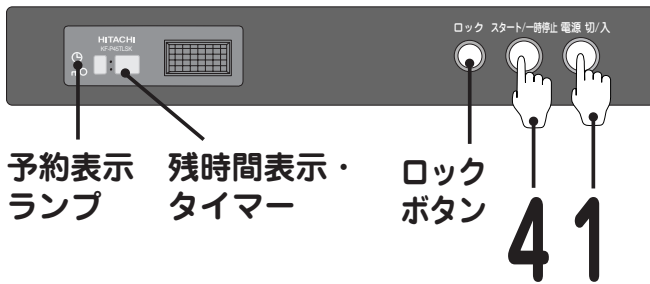 ロック スタート/一時停止 電源 切/入
HITACHI
KF-P45TLSK
予約表示
ランプ
残時間表示・
タイマー
ロック
ボタン
4 1